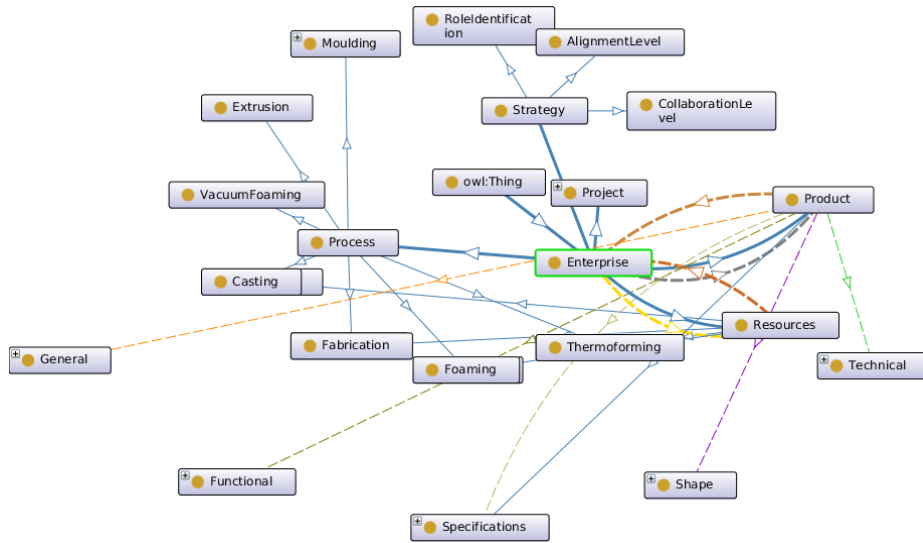 RoleIdentificat
ion
Moulding
AlignmentLevel
Extrusion
Strategy
CollaborationLe
vel
owl:Thing
Project
VacuumFoaming
Product
Process
Enterprise
Casting
Resources
Fabrication
Thermoforming
General
Foaming
Technical
Functional
Shape
Specifications